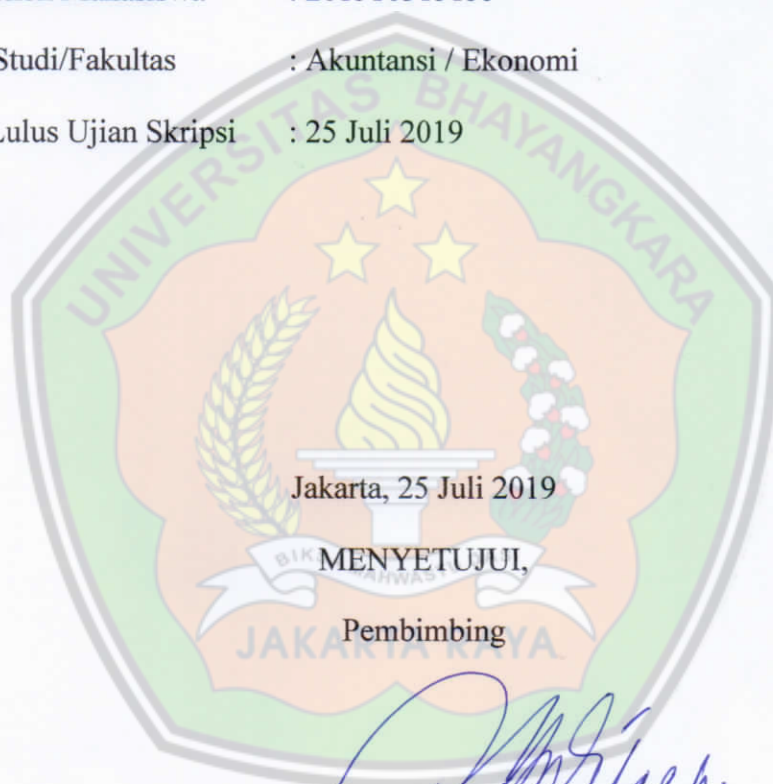 Studi/Fakultas : Akuntansi / Ekonomi
Lulus Ujian Skripsi : 25 Juli 2019
UNIVERSITAS BHAYANGKARA
Jakarta, 25 Juli 2019
MENYETUJUI,
JAKARTA RAYA
Pembimbing